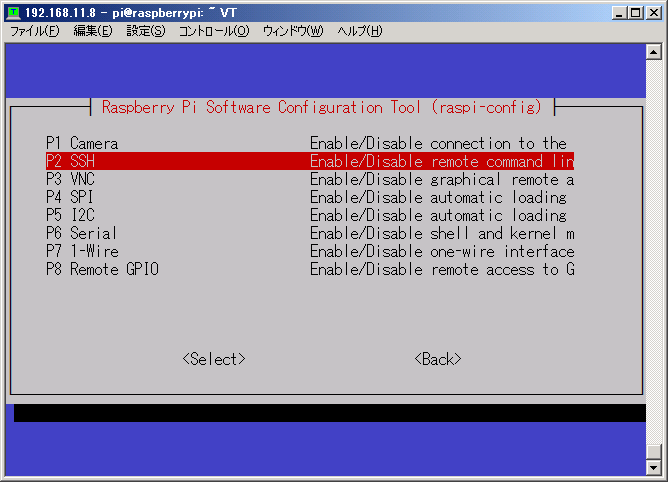 192.168.11.8 - pi@raspberrypi: ~ VT
ファイル(F) 編集(E) 設定(S) コントロール(O) ウィンドウ(W) ヘルプ(H)
Raspberry Pi Software Configuration Tool (raspi-config)
P1 Camera Enable/Disable connection to the
P2 SSH Enable/Disable remote command lin
P3 VNC Enable/Disable graphical remote a
P4 SPI Enable/Disable automatic loading
P5 I2C Enable/Disable automatic loading
P6 Serial Enable/Disable shell and kernel m
P7 1-Wire Enable/Disable one-wire interface
P8 Remote GPIO Enable/Disable remote access to G
<Select> <Back>